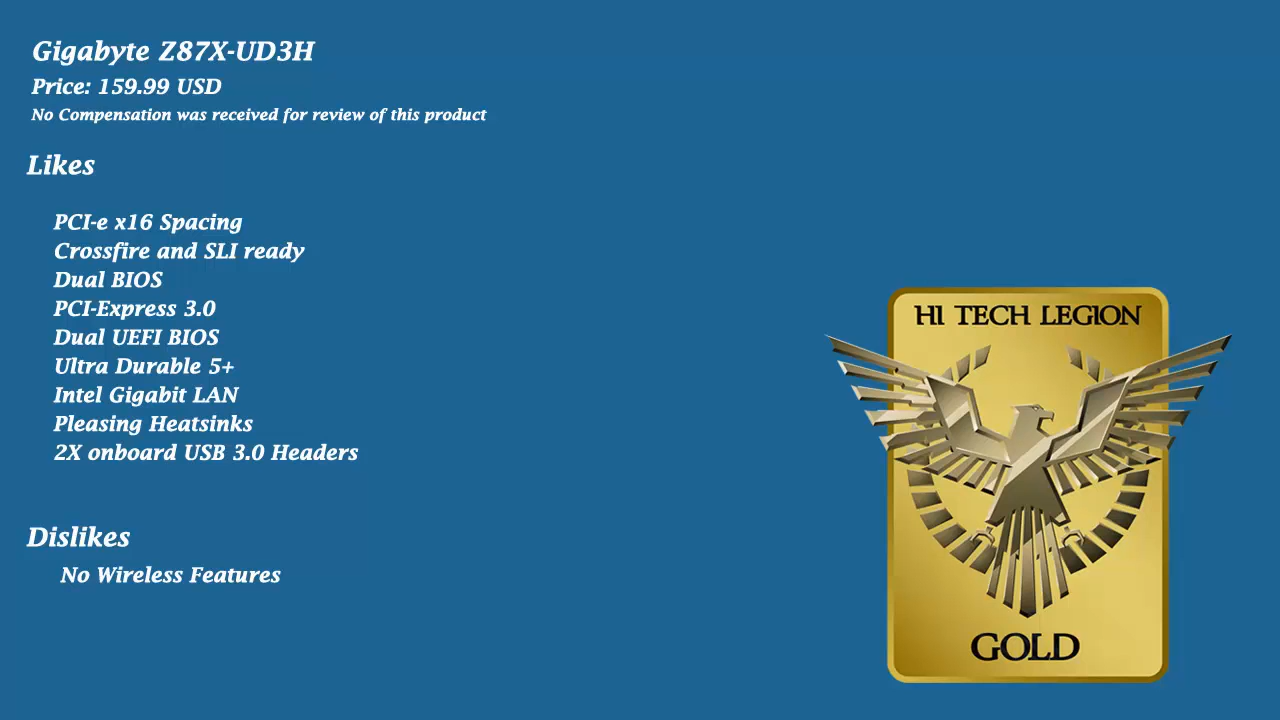 Gigabyte Z87X-UD3H
Price: 159.99 USD
No Compensation was received for review of this product
Likes
PCI-e x16 Spacing
Crossfire and SLI ready
Dual BIOS
PCI-Express 3.0
Dual UEFI BIOS
Ultra Durable 5+
Intel Gigabit LAN
Pleasing Heatsinks
2X onboard USB 3.0 Headers
Dislikes
No Wireless Features
HI TECH LEGION
GOLD